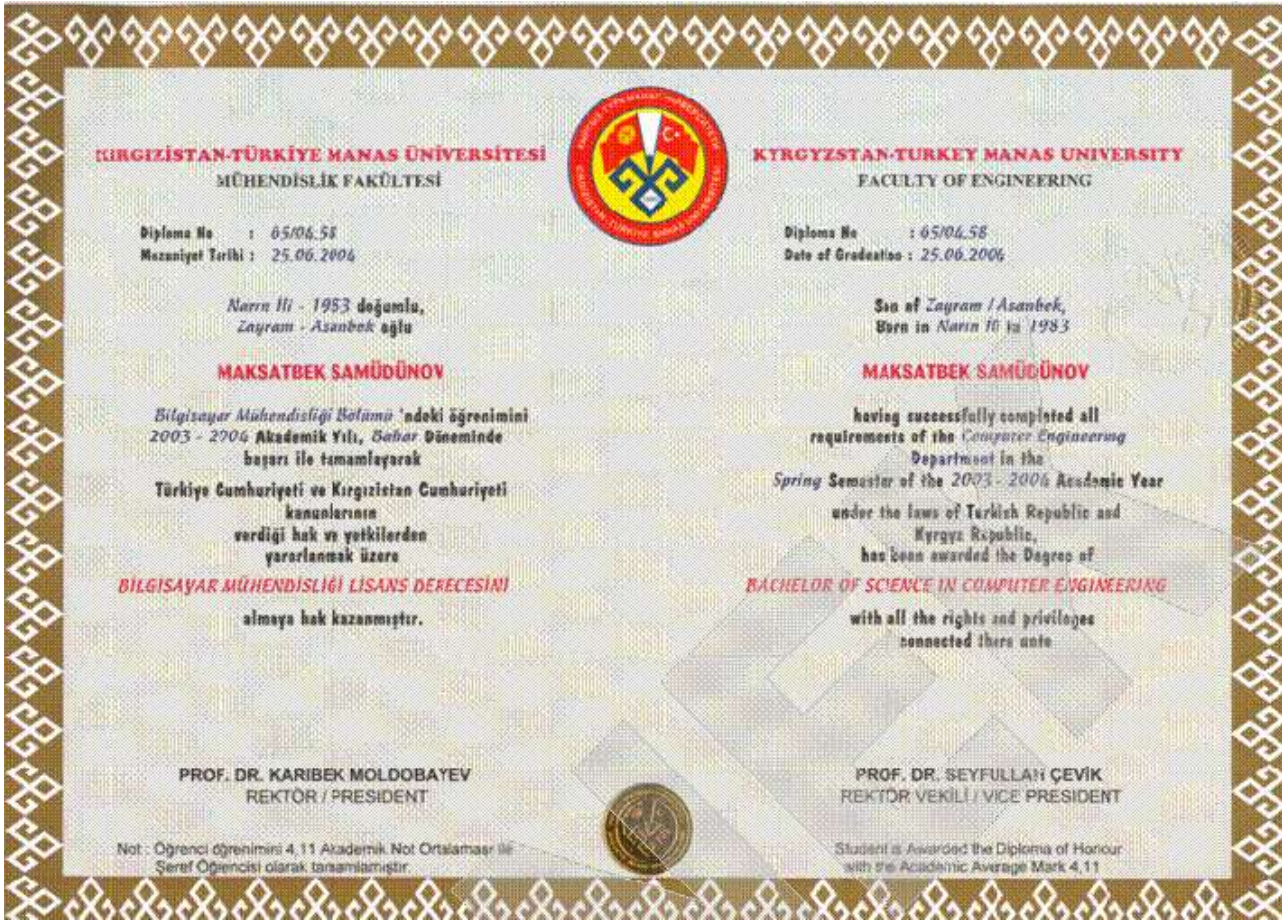 KIRGIZİSTAN-TÜRKİYE MANAS ÜNİVERSİTESİ
MÜHENDİSLİK FAKÜLTESİ
Diploma No : 05/04.58
Mezuniyet Tarihi : 25.06.2004
Narın İli - 1983 doğumlu,
Zayram - Asanbek oğlu
MAKSATBEK SAMÜDÜNOV
Bilgisayar Mühendisliği Bölümü 'ndeki öğrenimini
2003 - 2004 Akademik Yılı, Bahar Döneminde
başarı ile tamamlayarak
Türkiye Cumhuriyeti ve Kırgızistan Cumhuriyeti
kanunlarının
verdiği hak ve yetkilerden
yararlanmak üzere
BİLGİSAYAR MÜHENDİSLİĞİ LİSANS DERECESİNİ
almaya hak kazanmıştır.
PROF. DR. KARIBEK MOLDOBAYEV
REKTÖR / PRESIDENT
Not : Öğrenci öğrenimini 4,11 Akademik Not Ortalaması ile
Şeref Öğencisi olarak tamamlamıştır.
KYRGYZSTAN-TURKEY MANAS UNIVERSITY
FACULTY OF ENGINEERING
Diploma No : 05/04.58
Date of Graduation : 25.06.2004
Son of Zayram / Asanbek,
Born in Narın İli in 1983
MAKSATBEK SAMÜDÜNOV
having successfully completed all
requirements of the Computer Engineering
Department in the
Spring Semester of the 2003 - 2004 Academic Year
under the laws of Turkish Republic and
Kyrgyz Republic,
has been awarded the Degree of
BACHELOR OF SCIENCE IN COMPUTER ENGINEERING
with all the rights and privileges
connected there unto
PROF. DR. SEYFULLAH ÇEVİK
REKTÖR VEKİLİ / VICE PRESIDENT
Student is Awarded the Diploma of Honour
with the Academic Average Mark 4,11